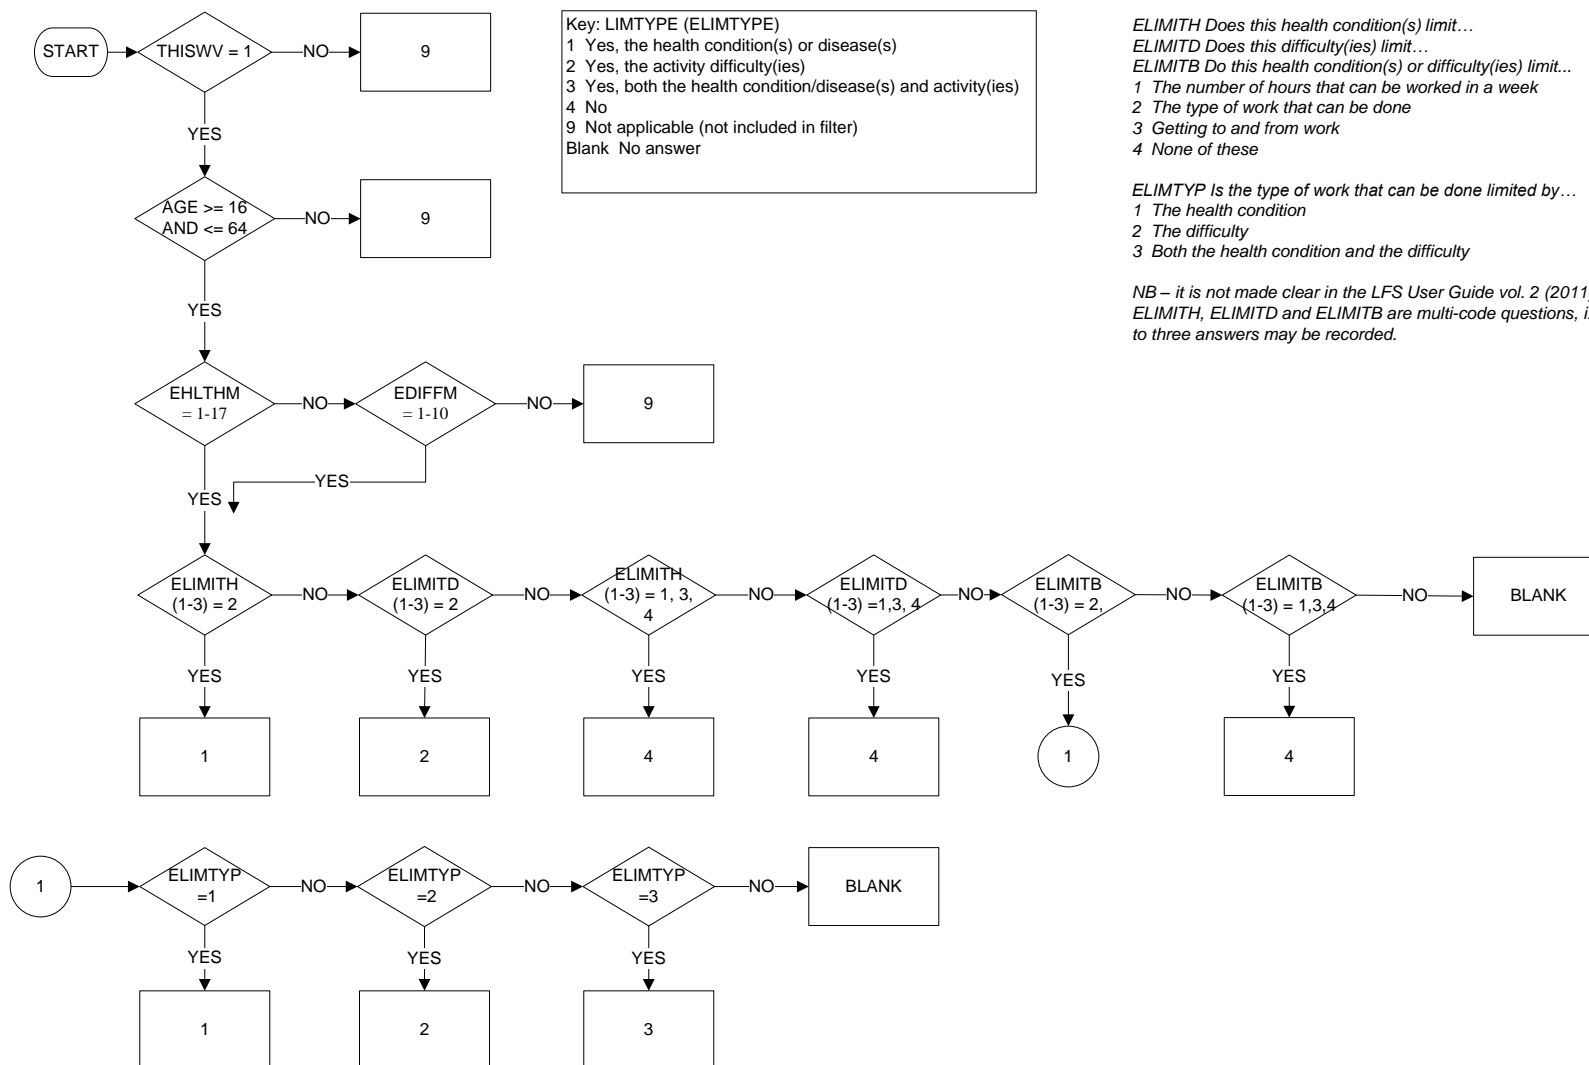 START
THISWV = 1
NO
9
YES
Key: LIMTYPE (ELIMTYPE)
1 Yes, the health condition(s) or disease(s)
2 Yes, the activity difficulty(ies)
3 Yes, both the health condition/disease(s) and activity(ies)
4 No
9 Not applicable (not included in filter)
Blank No answer
ELIMITH Does this health condition(s) limit…
ELIMITD Does this difficulty(ies) limit…
ELIMITB Do this health condition(s) or difficulty(ies) limit...
1 The number of hours that can be worked in a week
2 The type of work that can be done
3 Getting to and from work
4 None of these
ELIMTYP Is the type of work that can be done limited by…
1 The health condition
2 The difficulty
3 Both the health condition and the difficulty
NB – it is not made clear in the LFS User Guide vol. 2 (2011
ELIMITH, ELIMITD and ELIMITB are multi-code questions, i.
to three answers may be recorded.
AGE >= 16
AND <= 64
NO
9
YES
EHLTHM
= 1-17
NO
EDIFFM
= 1-10
NO
9
YES
YES
ELIMITH
(1-3) = 2
NO
ELIMITD
(1-3) = 2
NO
ELIMITH
(1-3) = 1, 3,
4
NO
ELIMITD
(1-3) =1,3, 4
NO
ELIMITB
(1-3) = 2,
NO
ELIMITB
(1-3) = 1,3,4
NO
BLANK
YES
YES
YES
YES
YES
YES
1
2
4
4
1
4
1
ELIMTYP
=1
NO
ELIMTYP
=2
NO
ELIMTYP
=3
NO
BLANK
YES
YES
YES
1
2
3